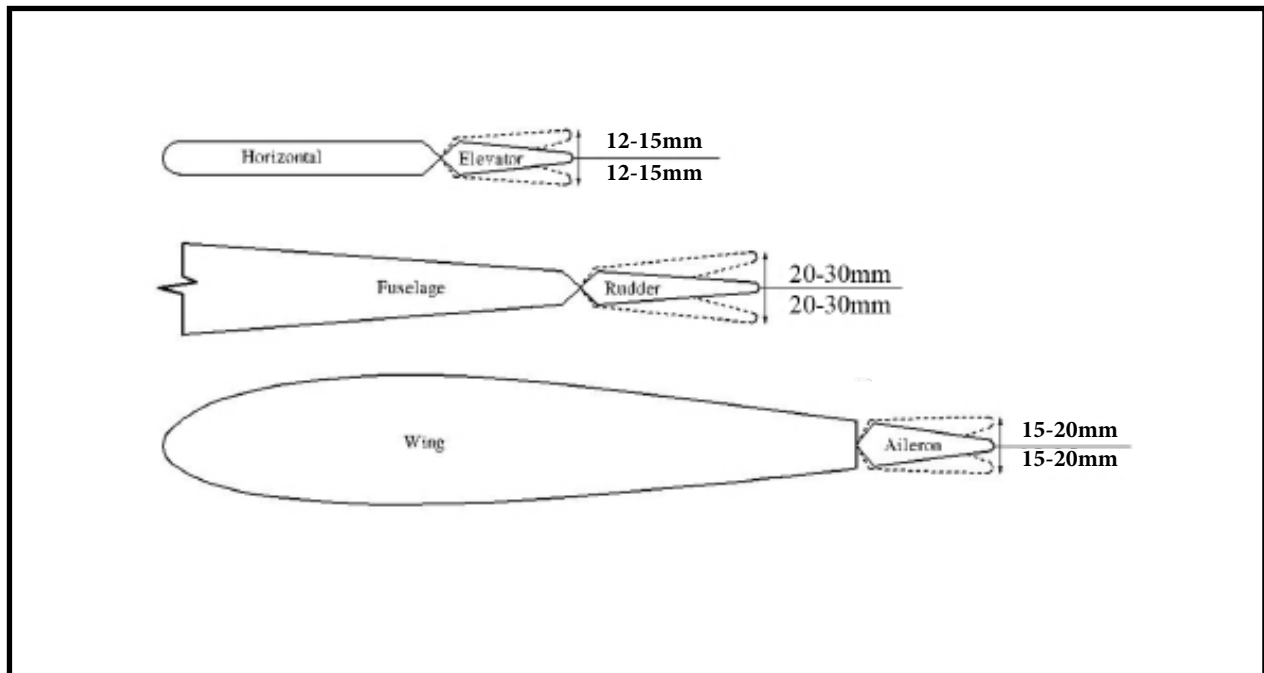 12-15mm
Horizontal Elevator
12-15mm
20-30mm
Fuselage Rudder
20-30mm
15-20mm
Wing Aileron
15-20mm